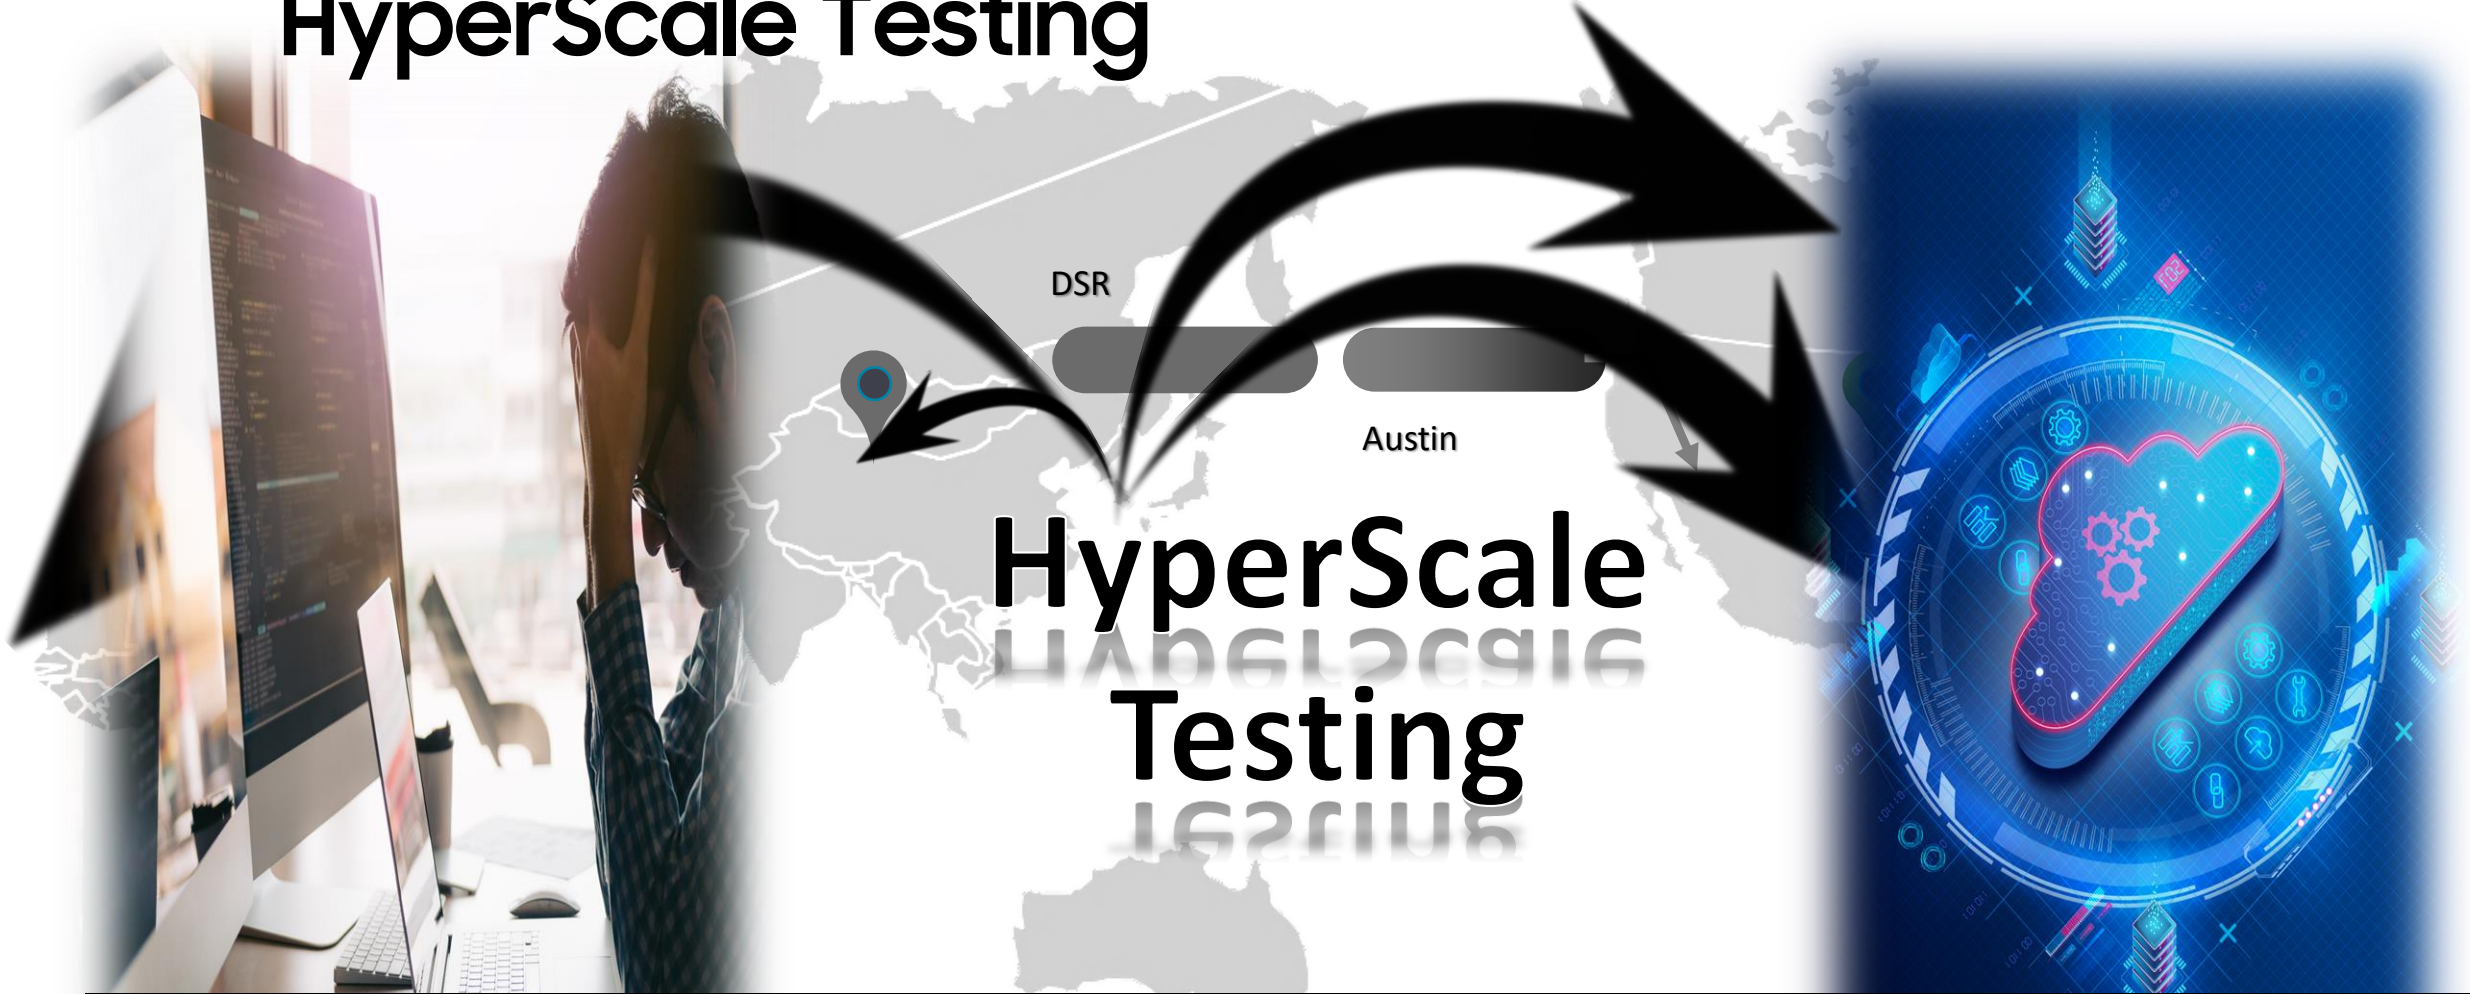 HyperScale Testing
DSR
Austin
HyperScale
Testing